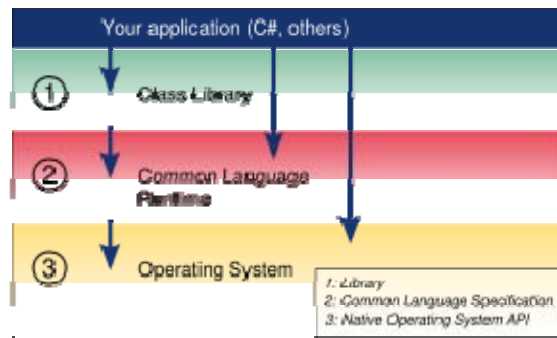 Your application (C#, others)
1
Class Library
2
Common Language
Runtime
3
Operating System
1: Library
2: Common Language Specification
3: Native Operating System API